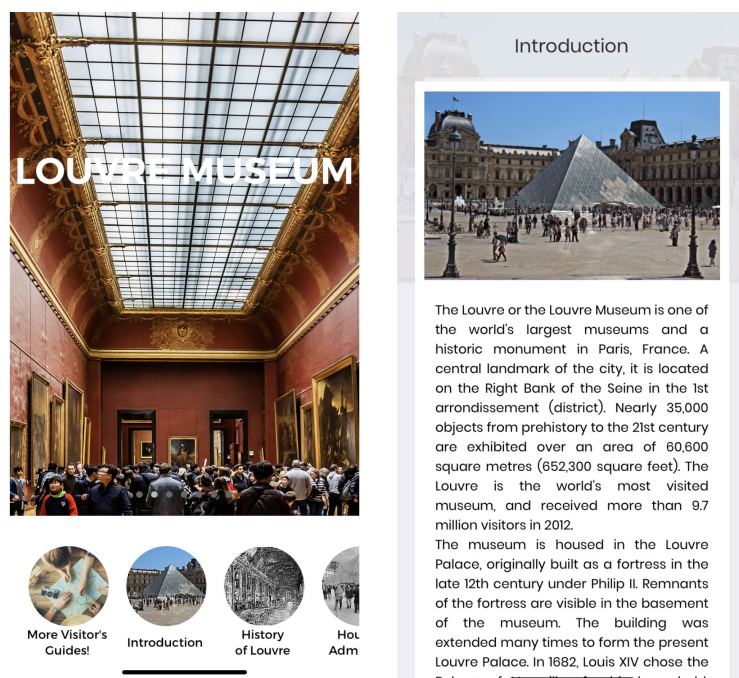 LOUVRE MUSEUM
More Visitor's
Guides!
Introduction
History
of Louvre
Hou
Admi
Introduction
The Louvre or the Louvre Museum is one of
the world's largest museums and a
historic monument in Paris, France. A
central landmark of the city, it is located
on the Right Bank of the Seine in the 1st
arrondissement (district). Nearly 35,000
objects from prehistory to the 21st century
are exhibited over an area of 60,600
square metres (652,300 square feet). The
Louvre is the world's most visited
museum, and received more than 9.7
million visitors in 2012.
The museum is housed in the Louvre
Palace, originally built as a fortress in the
late 12th century under Philip II. Remnants
of the fortress are visible in the basement
of the museum. The building was
extended many times to form the present
Louvre Palace. In 1682, Louis XIV chose the